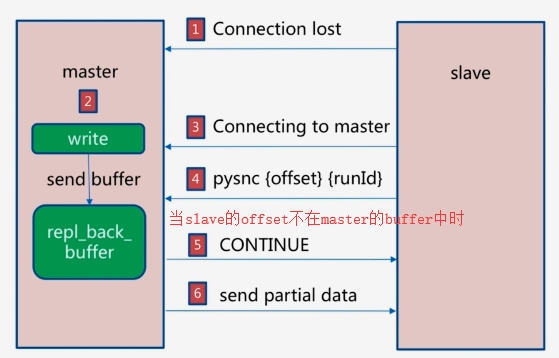 1 Connection lost
master
slave
2
write
3 Connecting to master
send buffer
4 pysnc {offset} {runId}
当slave的offset不在master的buffer中时
repl_back_
buffer
5 CONTINUE
6 send partial data